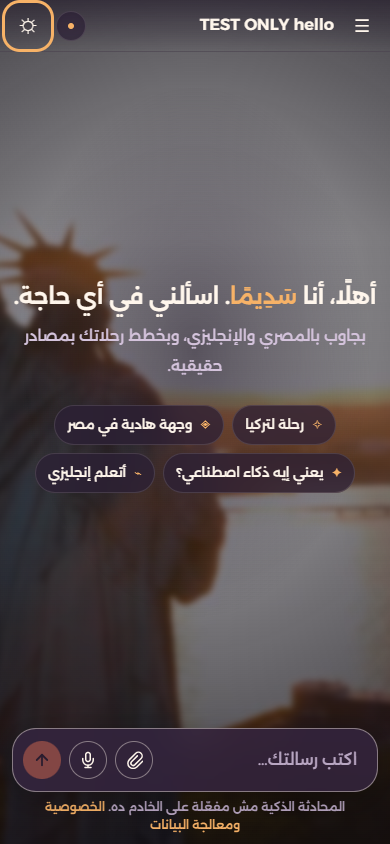 TEST ONLY hello
أهلًا، أنا سَدِيمًا. اسألني في أي حاجة.
بجاوب بالمصري والإنجليزي، وبخطط رحلاتك بمصادر
حقيقية.
رحلة لتركيا
وجهة هادية في مصر
يعني إيه ذكاء اصطناعي؟
أتعلم إنجليزي
اكتب رسالتك...
المحادثة الذكية مش مفعّلة على الخادم ده. الخصوصية
ومعالجة البيانات